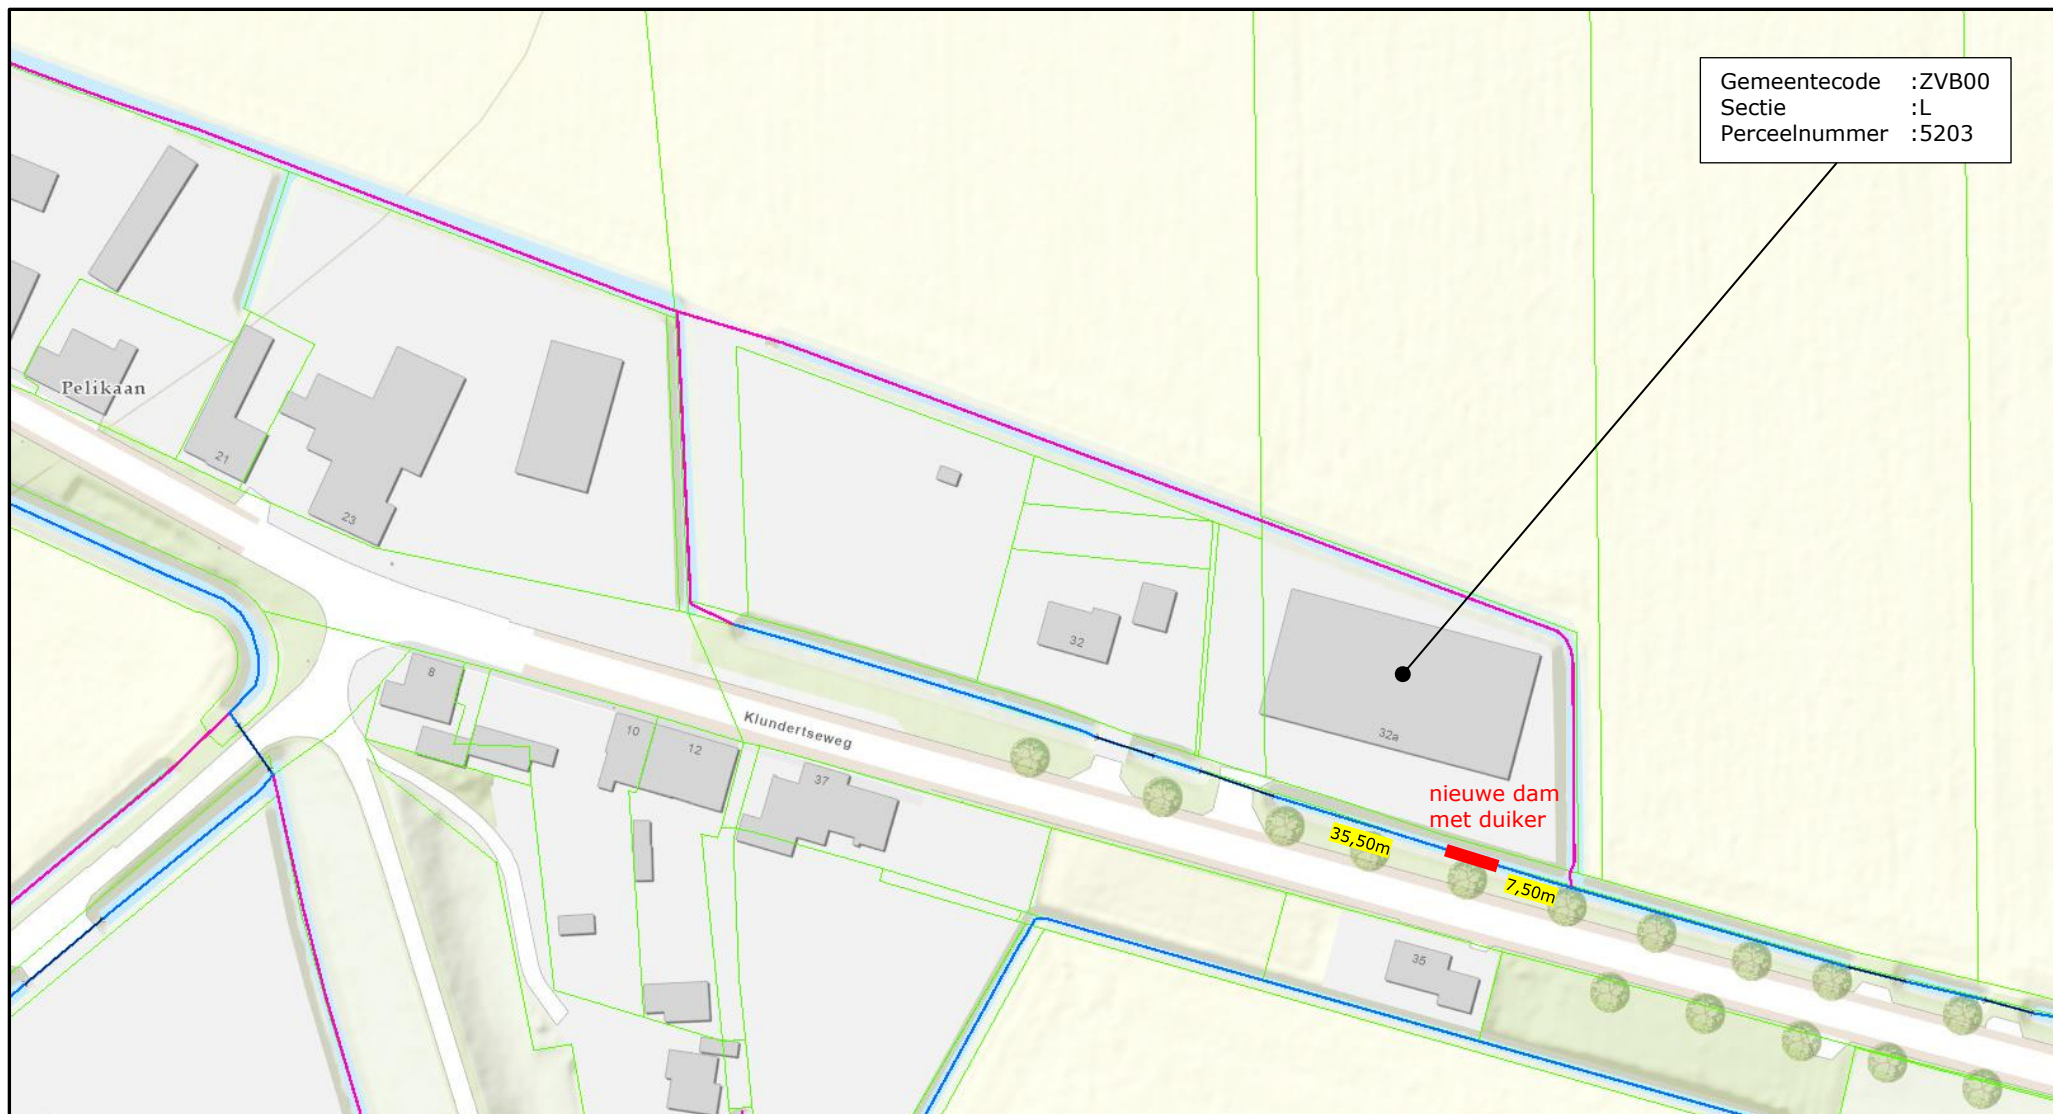 Gemeentecode :ZVB00
Sectie :L
Perceelnummer :5203
Pelikaan
21
23
32
8
10
12
Klundertseweg
32a
37
nieuwe dam
met duiker
35,50m
7,50m
35